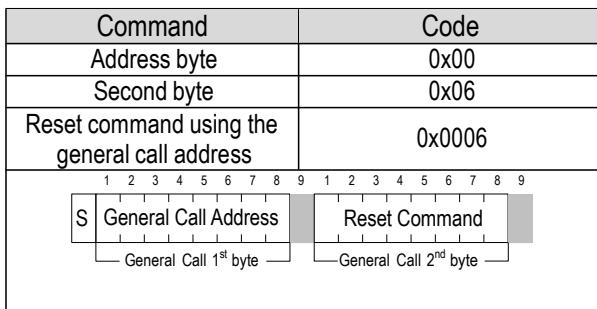 Command Code
Address byte 0x00
Second byte 0x06
Reset command using the
general call address 0x0006
1 2 3 4 5 6 7 8 9 1 2 3 4 5 6 7 8 9
S General Call Address Reset Command
General Call 1st byte General Call 2nd byte